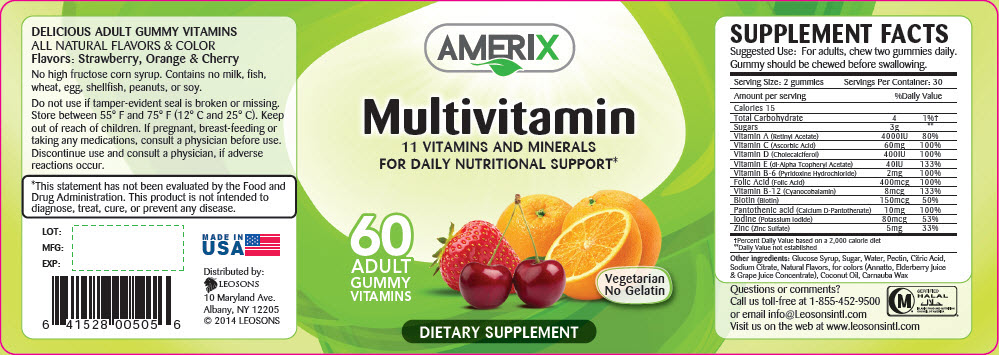 DELICIOUS ADULT GUMMY VITAMINS
ALL NATURAL FLAVORS & COLOR
Flavors: Strawberry, Orange & Cherry
No high fructose corn syrup. Contains no milk, fish,
wheat, egg, shellfish, peanuts, or soy.
Do not use if tamper-evident seal is broken or missing.
Store between 55° F and 75° F (12° C and 25° C). Keep
out of reach of children. If pregnant, breast-feeding or
taking any medications, consult a physician before use.
Discontinue use and consult a physician, if adverse
reactions occur.
‡This statement has not been evaluated by the Food and
Drug Administration. This product is not intended to
diagnose, treat, cure, or prevent any disease.
LOT:
MFG:
EXP:
6 41528 00505 6
MADE IN
USA
Distributed by:
LEOSONS
10 Maryland Ave.
Albany, NY 12205
© 2014 LEOSONS
AMERIX
Multivitamin
11 VITAMINS AND MINERALS
FOR DAILY NUTRITIONAL SUPPORT‡
60
ADULT
GUMMY
VITAMINS
Vegetarian
No Gelatin
DIETARY SUPPLEMENT
SUPPLEMENT FACTS
Suggested Use: For adults, chew two gummies daily.
Gummy should be chewed before swallowing.
Serving Size: 2 gummies Servings Per Container: 30
Amount per serving %Daily Value
Calories 15
Total Carbohydrate 4 1%†
Sugars 3g **
Vitamin A (Retinyl Acetate) 4000IU 80%
Vitamin C (Ascorbic Acid) 60mg 100%
Vitamin D (Cholecalciferol) 400IU 100%
Vitamin E (dl-Alpha Tcopheryl Acetate) 40IU 133%
Vitamin B-6 (Pyridoxine Hydrochloride) 2mg 100%
Folic Acid (Folic Acid) 400mcg 100%
Vitamin B-12 (Cyanocobalamin) 8mcg 133%
Biotin (Biotin) 150mcg 50%
Pantothenic acid (Calcium D-Pantothenate) 10mg 100%
Iodine (Potassium Iodide) 80mcg 53%
Zinc (Zinc Sulfate) 5mg 33%
†Percent Daily Value based on a 2,000 calorie diet
**Daily Value not established
Other ingredients: Glucose Syrup, Sugar, Water, Pectin, Citric Acid,
Sodium Citrate, Natural Flavors, for colors (Annatto, Elderberry Juice
& Grape Juice Concentrate), Coconut Oil, Carnauba Wax
Questions or comments?
Call us toll-free at 1-855-452-9500
or email info@Leosonsintl.com
Visit us on the web at www.leosonsintl.com
CERTIFIED
HALAL
M